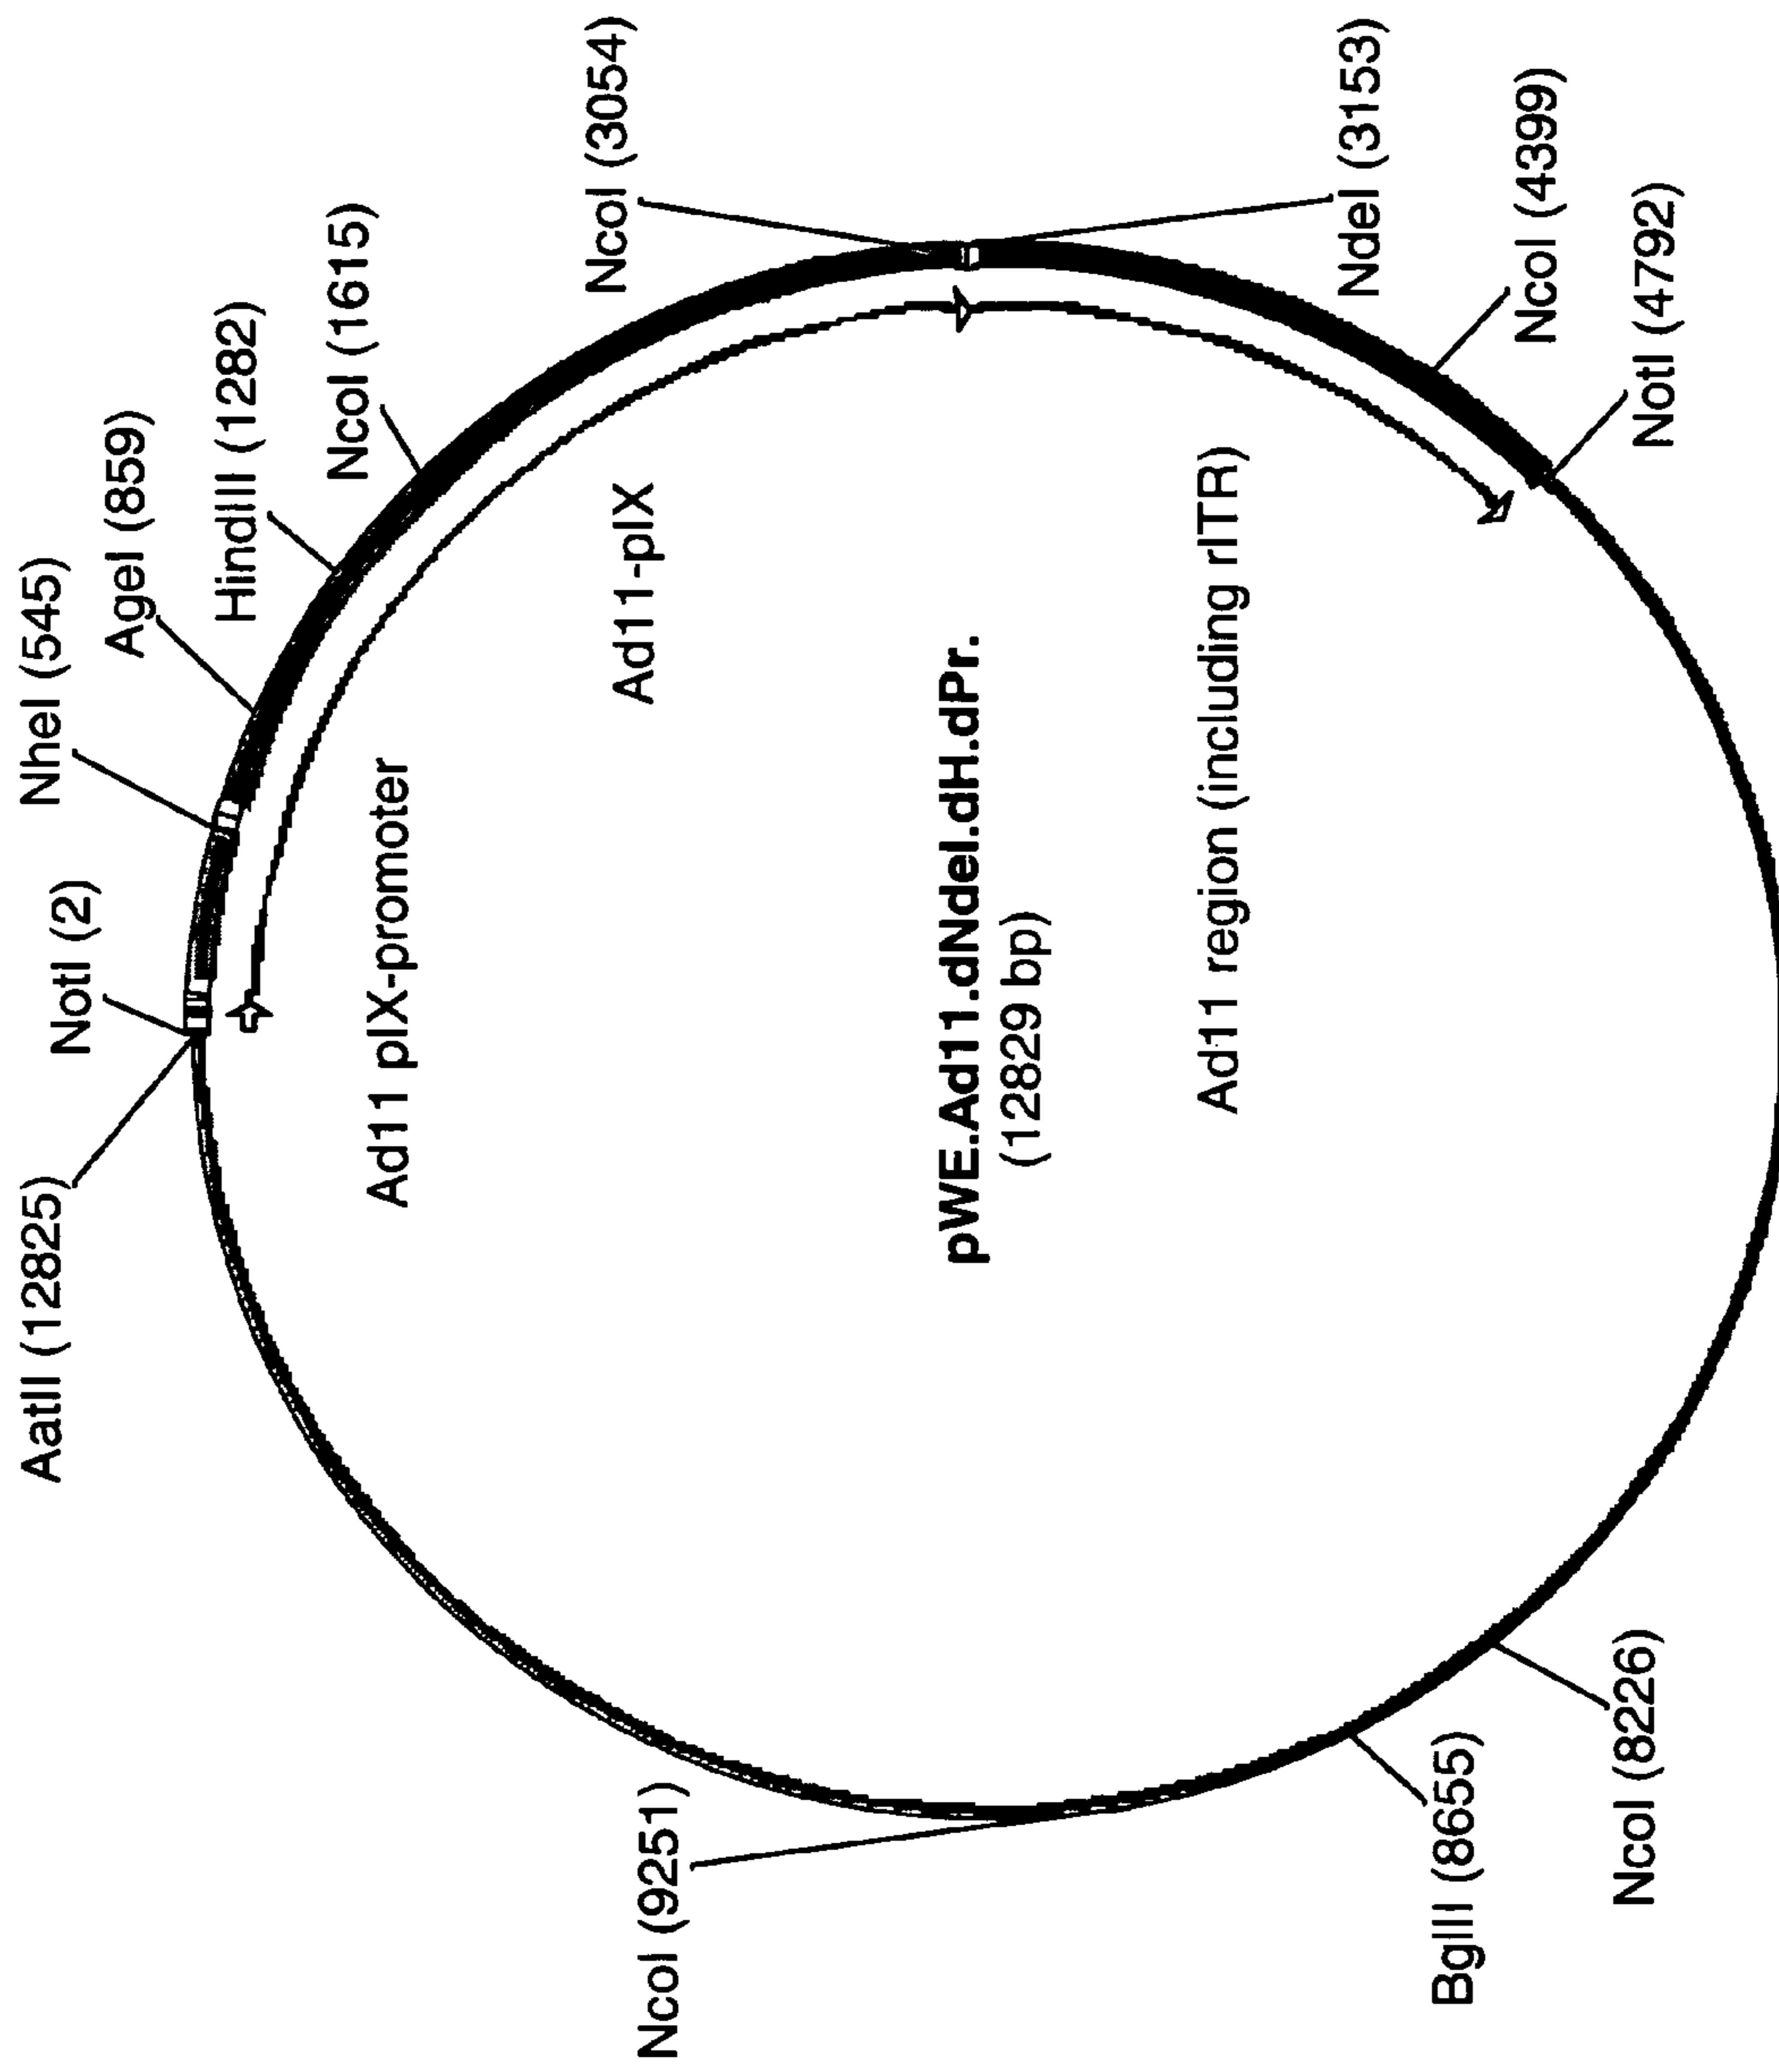 AatII (12825)
NotI (2)
NheI (545)
AgeI (859)
HindIII (1282)
NcoI (1615)
NcoI (3054)
NdeI (3153)
NcoI (4399)
NotI (4792)
Ad11 pIX-promoter
Ad11-pIX
pWE.Ad11.dNdeI.dH.dPr.
(12829 bp)
Ad11 region (including rITR)
NcoI (9251)
BglII (8655)
NcoI (8226)